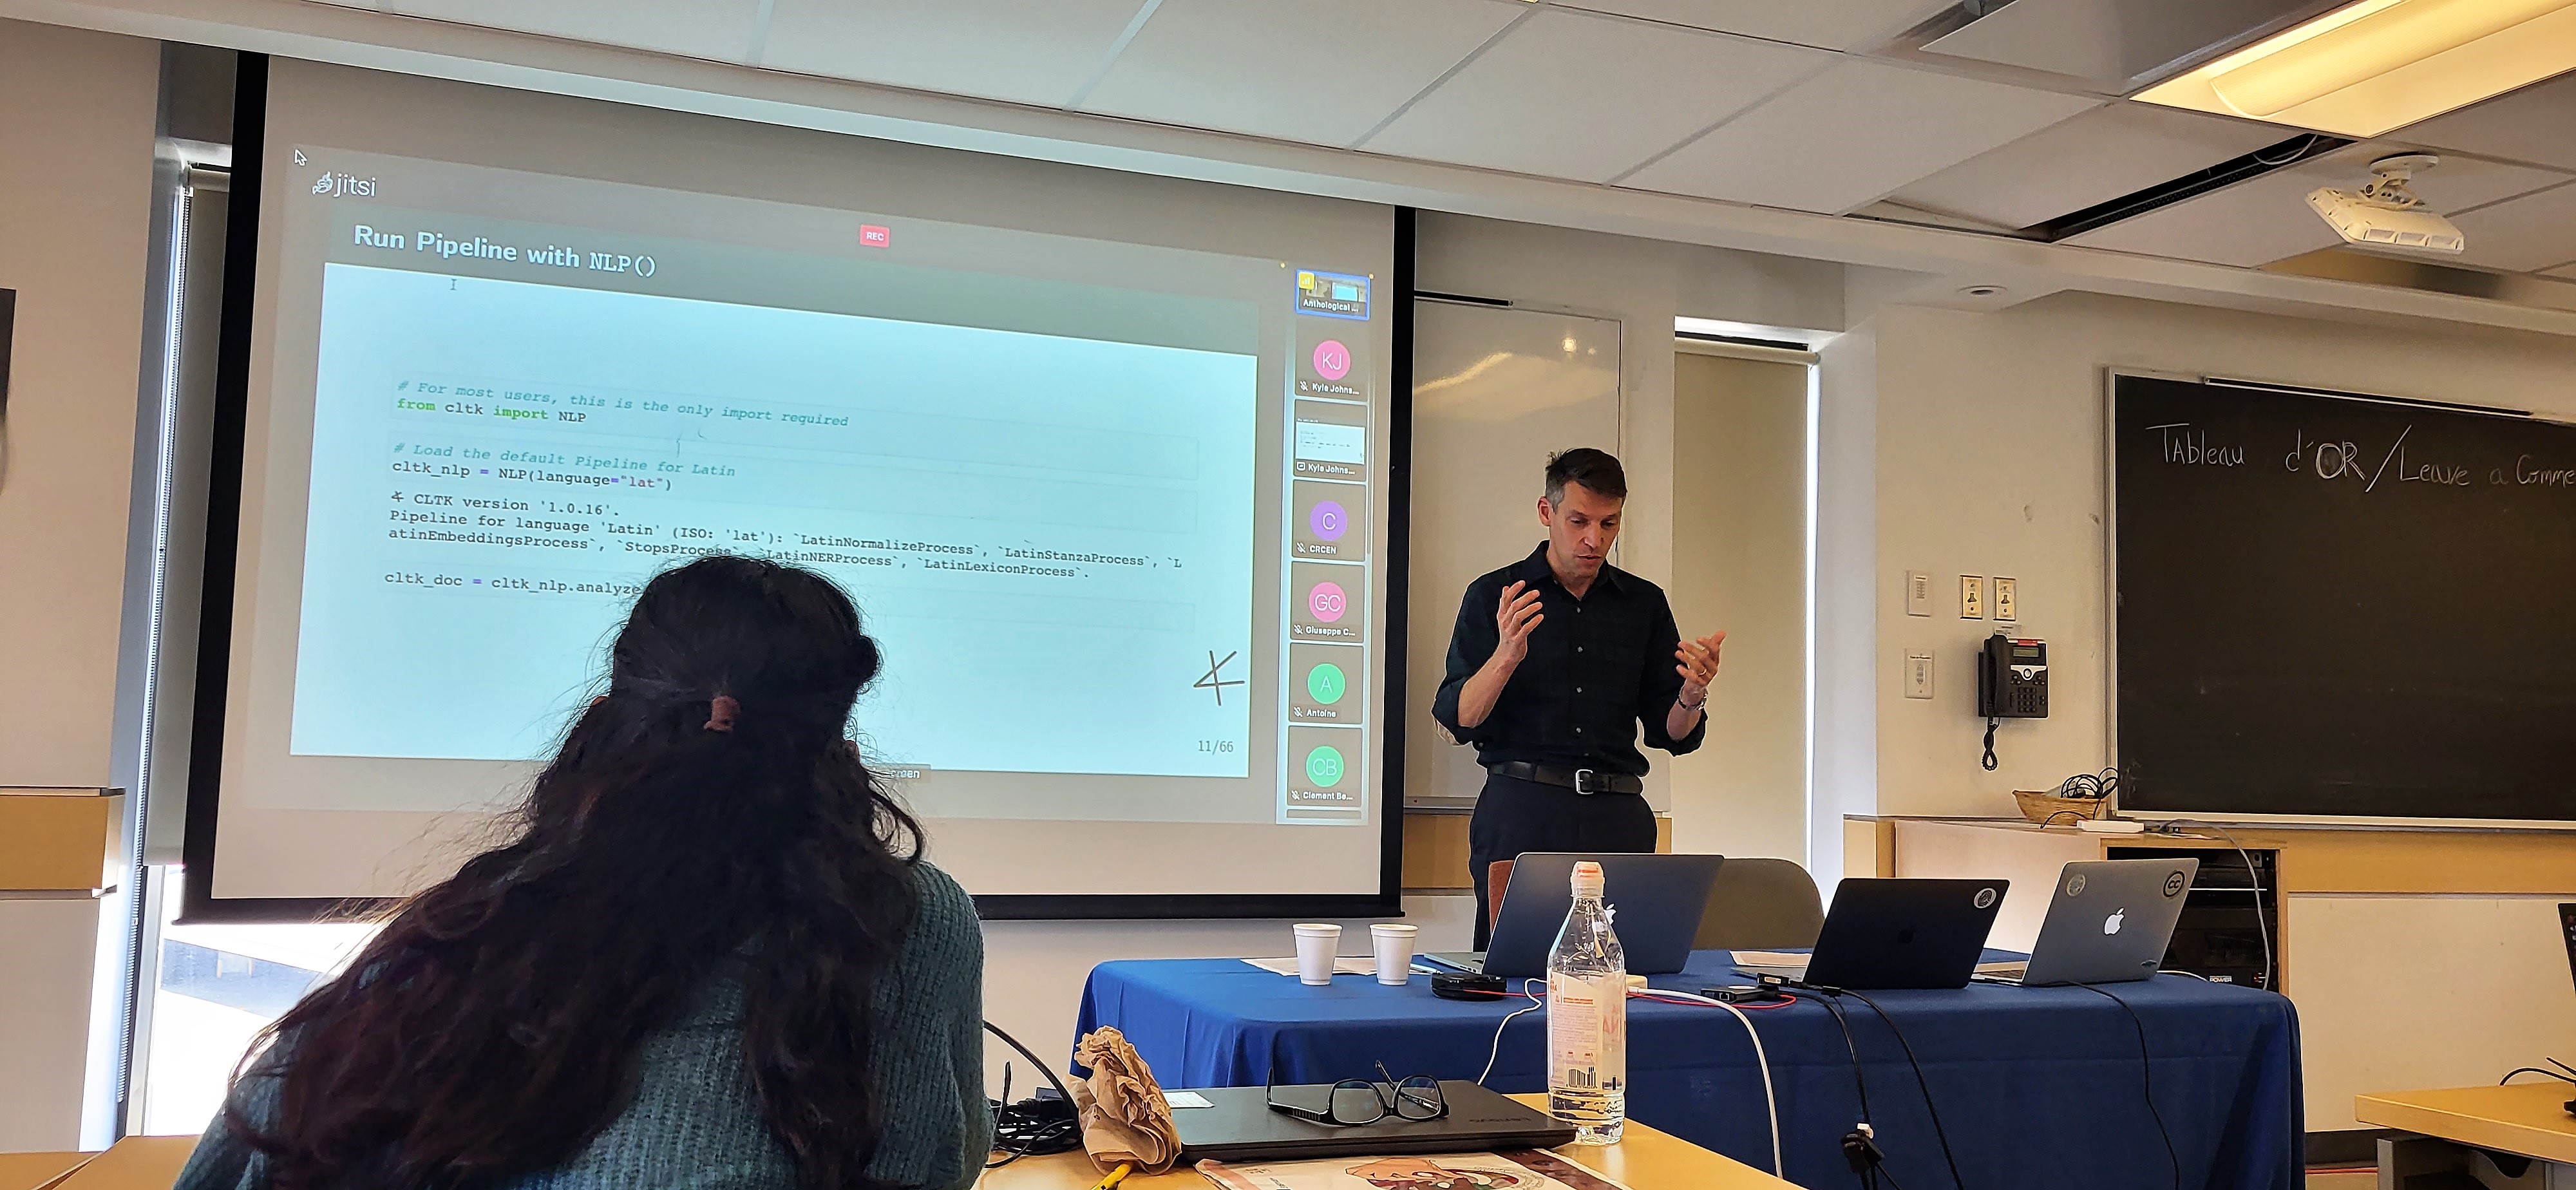 jitsi
Run Pipeline with NLP()
REC
# For most users, this is the only import required
from cltk import NLP
# Load the default Pipeline for Latin
cltk_nlp = NLP(language="lat")
CLTK version '1.0.16'.
Pipeline for language 'Latin' (ISO: 'lat'): `LatinNormalizeProcess`, `LatinStanzaProcess`, `L
atinEmbeddingsProcess`, `StopsProcess`, `LatinNERProcess`, `LatinLexiconProcess`.
cltk_doc = cltk_nlp.analyze
11/66
Anthological ...
KJ
Kyle Johns...
Kyle Johns...
C
CRCEN
GC
Giuseppe C...
A
Antoine
CB
Clement Be...
TAbleau d'OR/Leave a Comme
CC